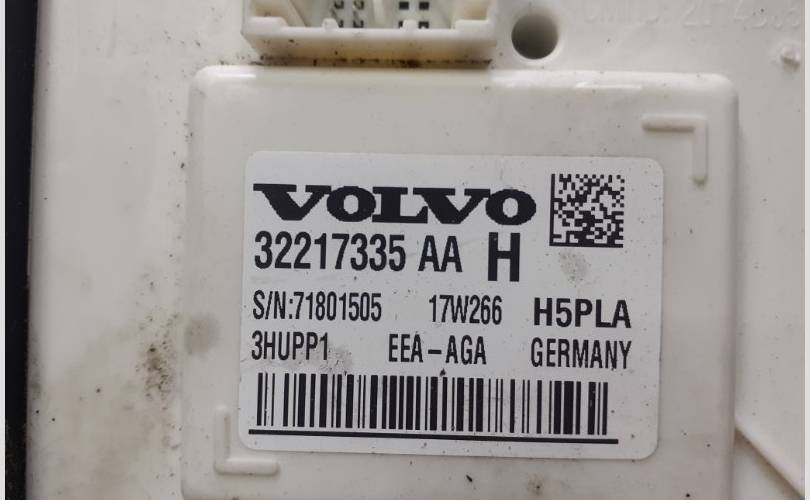 VOLVO
32217335 AA H
S/N:71801505 17W266 H5PLA
3HUPP1 EEA-AGA GERMANY